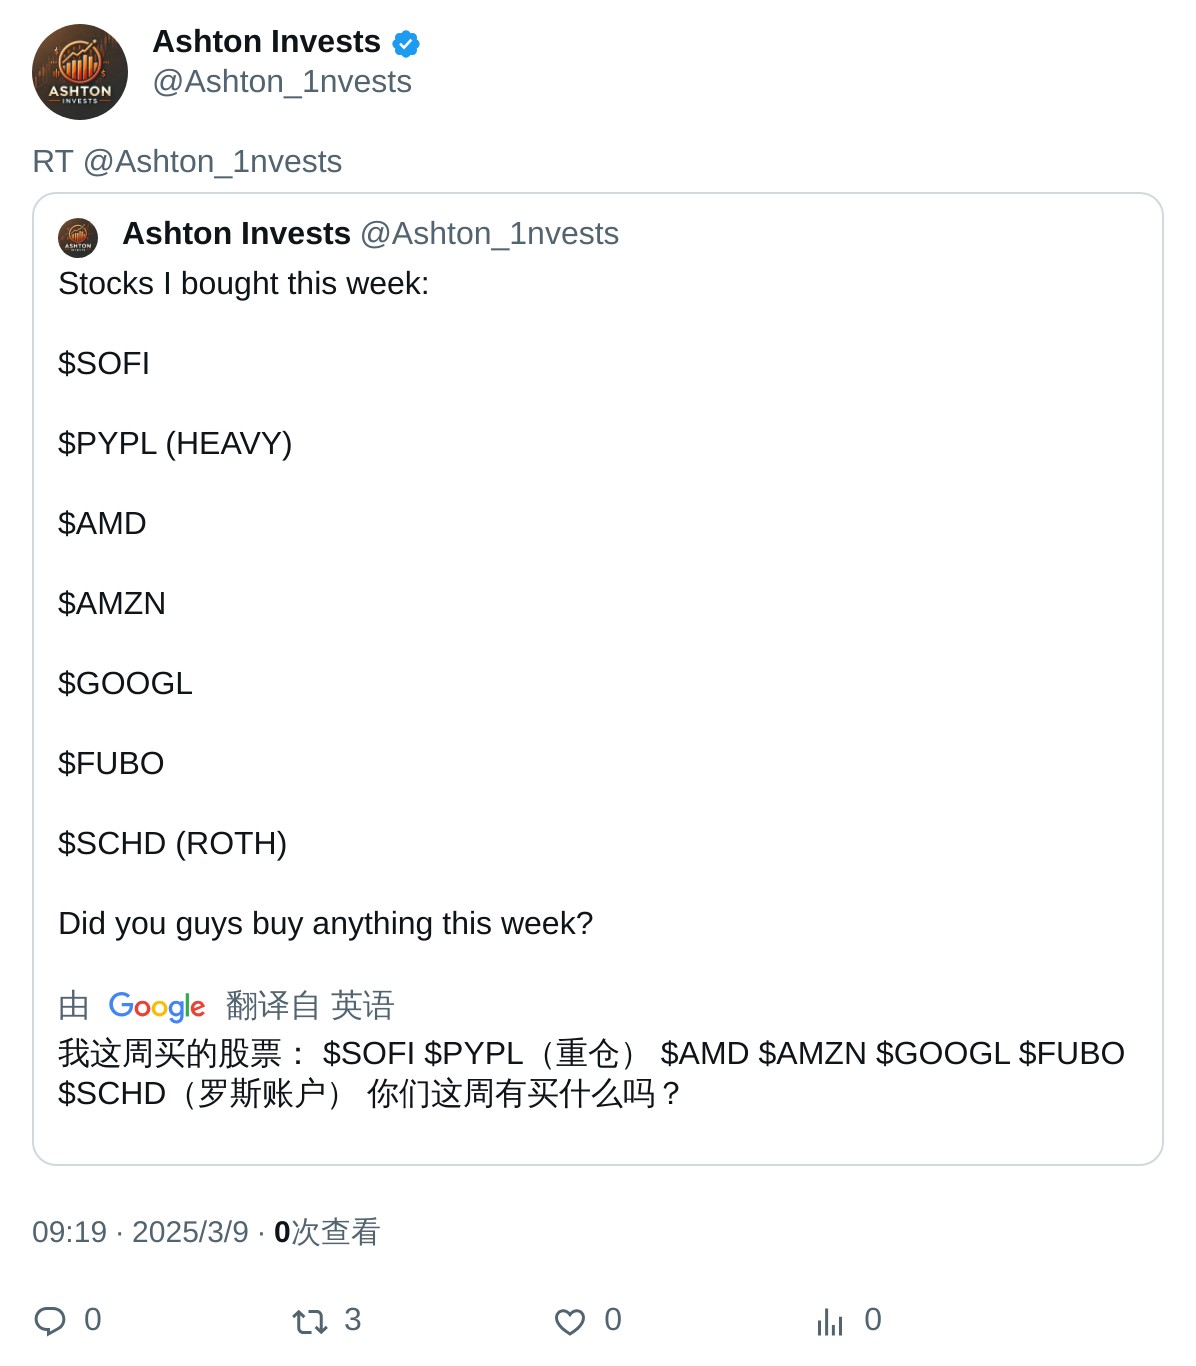 Ashton Invests
@Ashton_1nvests
ASHTON
INVESTS
RT @Ashton_1nvests
Ashton Invests @Ashton_1nvests
ASHTON
Stocks I bought this week:
$SOFI
$PYPL (HEAVY)
$AMD
$AMZN
$GOOGL
$FUBO
$SCHD (ROTH)
Did you guys buy anything this week?
由 Google 翻译自 英语
我这周买的股票： $SOFI $PYPL（重仓） $AMD $AMZN $GOOGL $FUBO
$SCHD（罗斯账户） 你们这周有买什么吗？
09:19 · 2025/3/9 · 0次查看
0 3 0 0